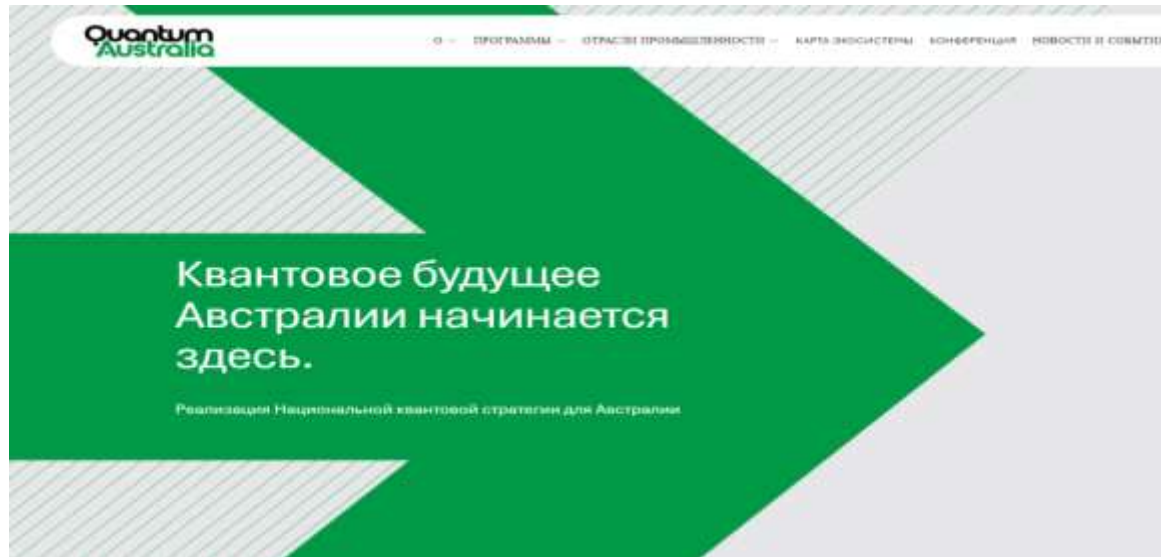 Quantum
Australia
О ПРОГРАММЫ ОТРАСЛИ ПРОМЫШЛЕННОСТИ КАРТА ЭКОСИСТЕМЫ КОНФЕРЕНЦИЯ НОВОСТИ И СОБЫТИЯ
Квантовое будущее
Австралии начинается
здесь.
Реализация Национальной квантовой стратегии для Австралии